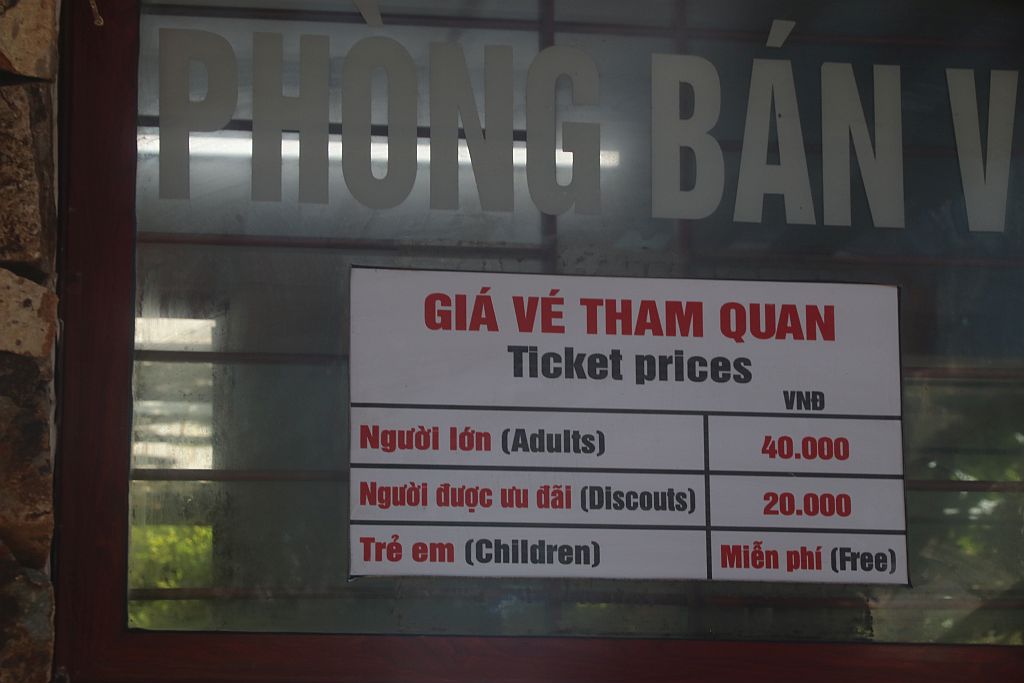 PHÒNG BÁN V
GIÁ VÉ THAM QUAN
Ticket prices
VNĐ
Người lớn (Adults) 40.000
Người được ưu đãi (Discouts) 20.000
Trẻ em (Children) Miễn phí (Free)